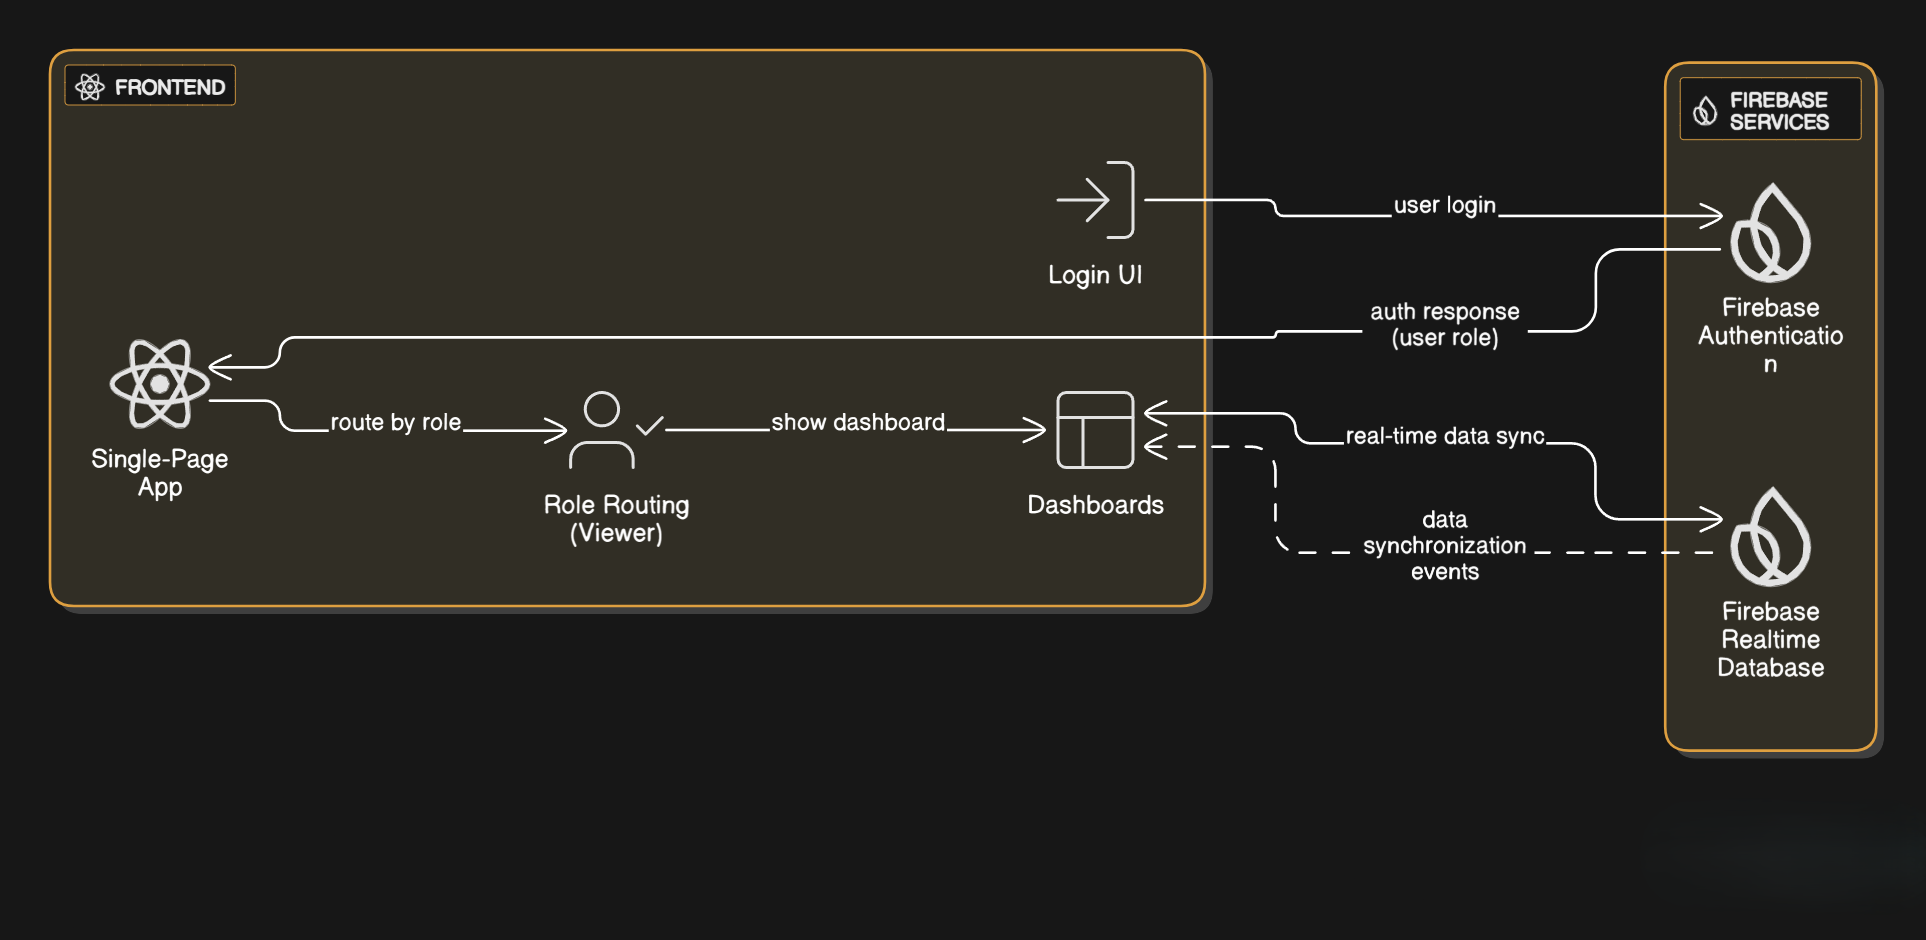 FRONTEND
FIREBASE
SERVICES
Login UI
user login
Firebase
Authenticatio
n
auth response
(user role)
Single-Page
App
route by role
Role Routing
(Viewer)
show dashboard
Dashboards
real-time data sync
data
synchronization
events
Firebase
Realtime
Database